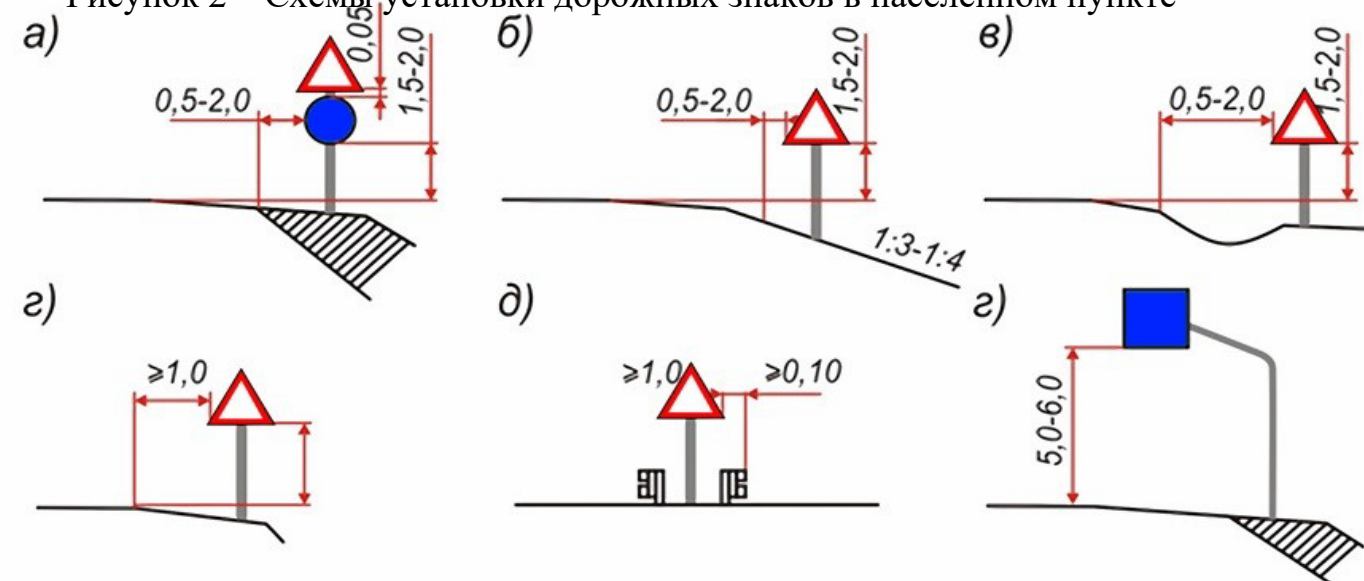 Рисунок 2 – Схемы установки дорожных знаков в населенном пункте
а)
0,05
1,5-2,0
0,5-2,0
б)
0,5-2,0
1,5-2,0
1:3-1:4
в)
0,5-2,0
1,5-2,0
г)
≥1,0
д)
≥1,0
≥0,10
г)
5,0-6,0